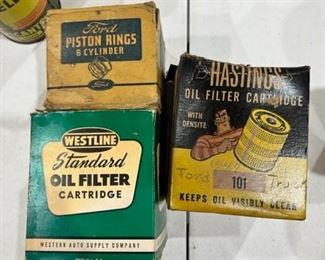 Ford
PISTON RINGS
6 CYLINDER
Ford
WESTLINE
Standard
OIL FILTER
CARTRIDGE
WESTERN AUTO SUPPLY COMPANY
HASTINGS
OIL FILTER CARTRIDGE
WITH
DENSITE
Ford 101 Truck
KEEPS OIL VISIBLY CLEAN